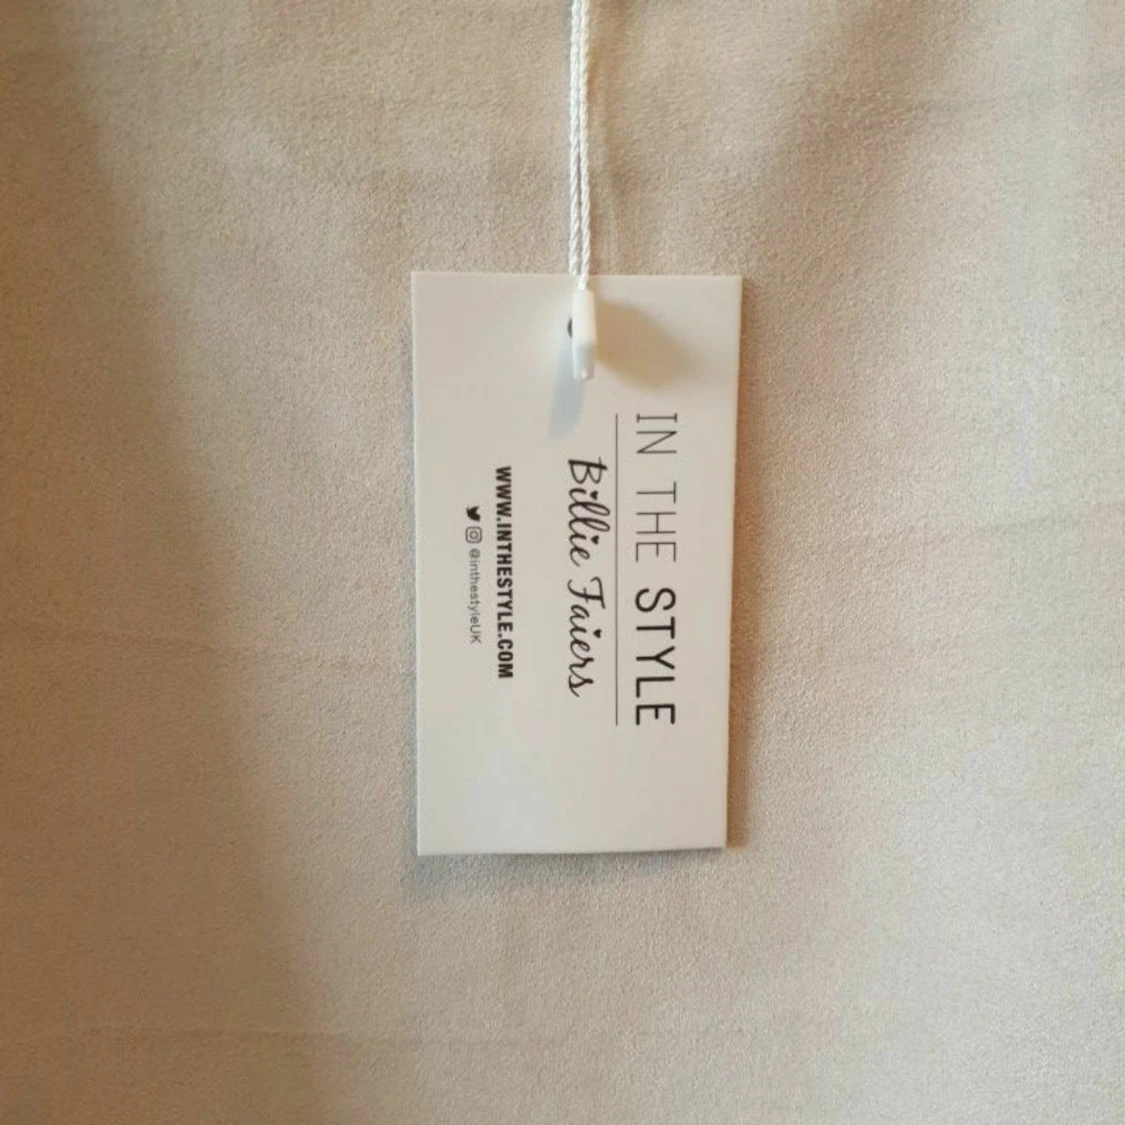 IN THE STYLE
Billie Faiers
WWW.INTHESTYLE.COM
@inthestyleUK